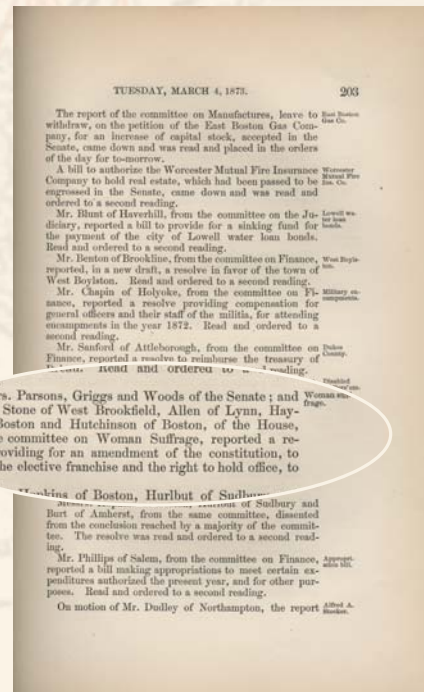 TUESDAY, MARCH 4, 1873. 203
The report of the committee on Manufactures, leave to East Boston
withdraw, on the petition of the East Boston Gas Com- Gas Co.
pany, for an increase of capital stock, accepted in the
Senate, came down and was read and placed in the orders
of the day for to-morrow.
A bill to authorize the Worcester Mutual Fire Insurance Worcester
Company to hold real estate, which had been passed to be Mutual Fire
engrossed in the Senate, came down and was read and Ins. Co.
ordered to a second reading.
Mr. Blunt of Haverhill, from the committee on the Ju- Lowell wa-
diciary, reported a bill to provide for a sinking fund for ter loan
the payment of the city of Lowell water loan bonds. bonds.
Read and ordered to a second reading.
Mr. Benton of Brookline, from the committee on Finance, West Boyls-
reported, in a new draft, a resolve in favor of the town of ton.
West Boylston. Read and ordered to a second reading.
Mr. Chapin of Holyoke, from the committee on Fi- Military en-
nance, reported a resolve providing compensation for campments.
general officers and their staff of the militia, for attending
encampments in the year 1872. Read and ordered to a
second reading.
Mr. Sanford of Attleborough, from the committee on Dukes
Finance, reported a resolve to reimburse the treasury of County.
Read and ordered to a reading.
Disabled
rs. Parsons, Griggs and Woods of the Senate; and Woman suf-
Stone of West Brookfield, Allen of Lynn, Hay- frage.
Boston and Hutchinson of Boston, of the House,
e committee on Woman Suffrage, reported a re-
roviding for an amendment of the constitution, to
he elective franchise and the right to hold office, to
Hopkins of Boston, Hurlbut of Sudbury
of Sudbury and
Burt of Amherst, from the same committee, dissented
from the conclusion reached by a majority of the commit-
tee. The resolve was read and ordered to a second read-
ing.
Mr. Phillips of Salem, from the committee on Finance, Appropri-
reported a bill making appropriations to meet certain ex- ation bill.
penditures authorized the present year, and for other pur-
poses. Read and ordered to a second reading.
On motion of Mr. Dudley of Northampton, the report Alfred A.